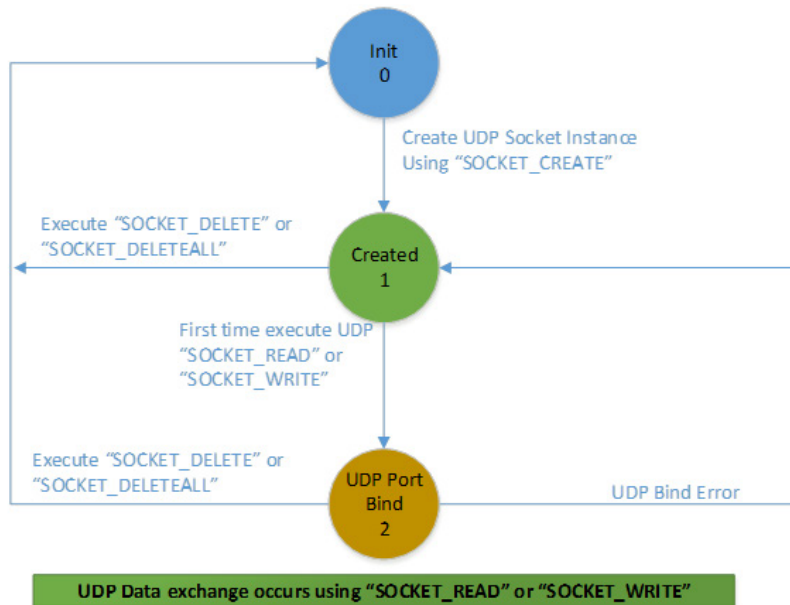 Init
0
Create UDP Socket Instance
Using “SOCKET_CREATE”
Execute “SOCKET_DELETE” or
“SOCKET_DELETEALL”
Created
1
First time execute UDP
“SOCKET_READ” or
“SOCKET_WRITE”
Execute “SOCKET_DELETE” or
“SOCKET_DELETEALL”
UDP Port
Bind
2
UDP Bind Error
UDP Data exchange occurs using “SOCKET_READ” or “SOCKET_WRITE”